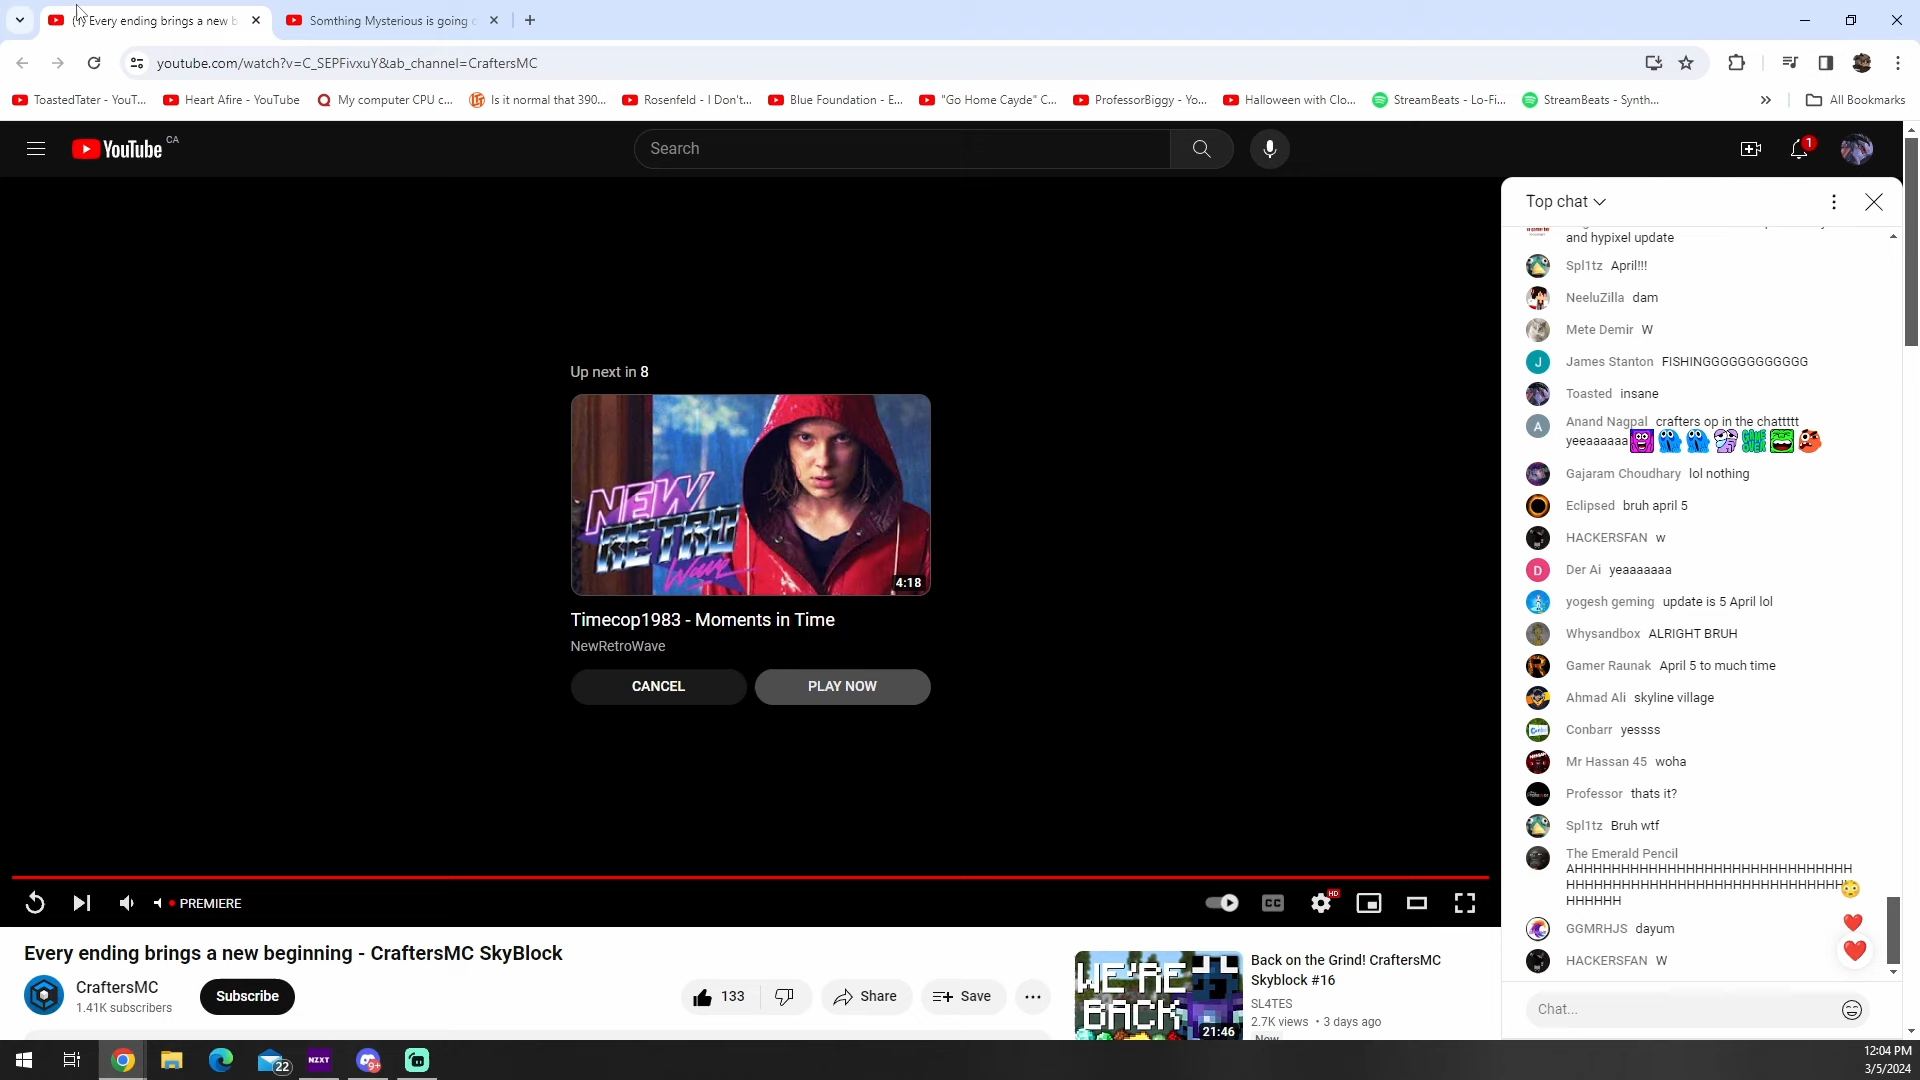 Every ending brings a new b
Somthing Mysterious is going
youtube.com/watch?v=C_SEPFivxuY&ab_channel=CraftersMC
ToastedTater - YouT...
Heart Afire - YouTube
My computer CPU c...
Is it normal that 390...
Rosenfeld - I Don't...
Blue Foundation - E...
"Go Home Cayde" C...
ProfessorBiggy - Yo...
Halloween with Clo...
StreamBeats - Lo-Fi...
StreamBeats - Synth...
All Bookmarks
YouTube CA
Search
1
Top chat
and hypixel update
Spl1tz April!!!
NeeluZilla dam
Mete Demir W
J James Stanton FISHINGGGGGGGGGGGG
Toasted insane
A Anand Nagpal crafters op in the chattttt
yeeaaaaaa
GAME OVER
Gajaram Choudhary lol nothing
Eclipsed bruh april 5
HACKERSFAN w
D Der Ai yeaaaaaaa
yogesh geming update is 5 April lol
Whysandbox ALRIGHT BRUH
Gamer Raunak April 5 to much time
Ahmad Ali skyline village
Conbarr yessss
Mr Hassan 45 woha
Professor thats it?
Spl1tz Bruh wtf
The Emerald Pencil
AHHHHHHHHHHHHHHHHHHHHHHHHHHHHHH
HHHHHHHHHHHHHHHHHHHHHHHHHHHHHH
HHHHHH
GGMRHJS dayum
HACKERSFAN W
Chat...
Up next in 8
NEW
RETRO
Wave
4:18
Timecop1983 - Moments in Time
NewRetroWave
CANCEL
PLAY NOW
PREMIERE
CC
HD
Every ending brings a new beginning - CraftersMC SkyBlock
CraftersMC
1.41K subscribers
Subscribe
133
Share
Save
WE'RE
BACK
21:46
Back on the Grind! CraftersMC
Skyblock #16
SL4TES
2.7K views • 3 days ago
New
22
NZXT
9+
12:04 PM
3/5/2024